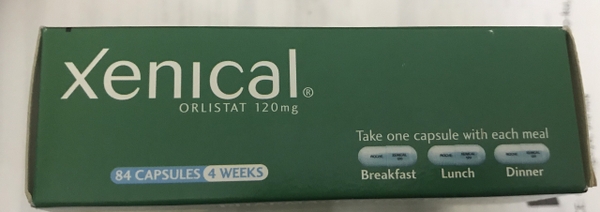 Xenical®
ORLISTAT 120mg
Take one capsule with each meal
84 CAPSULES 4 WEEKS
Breakfast Lunch Dinner